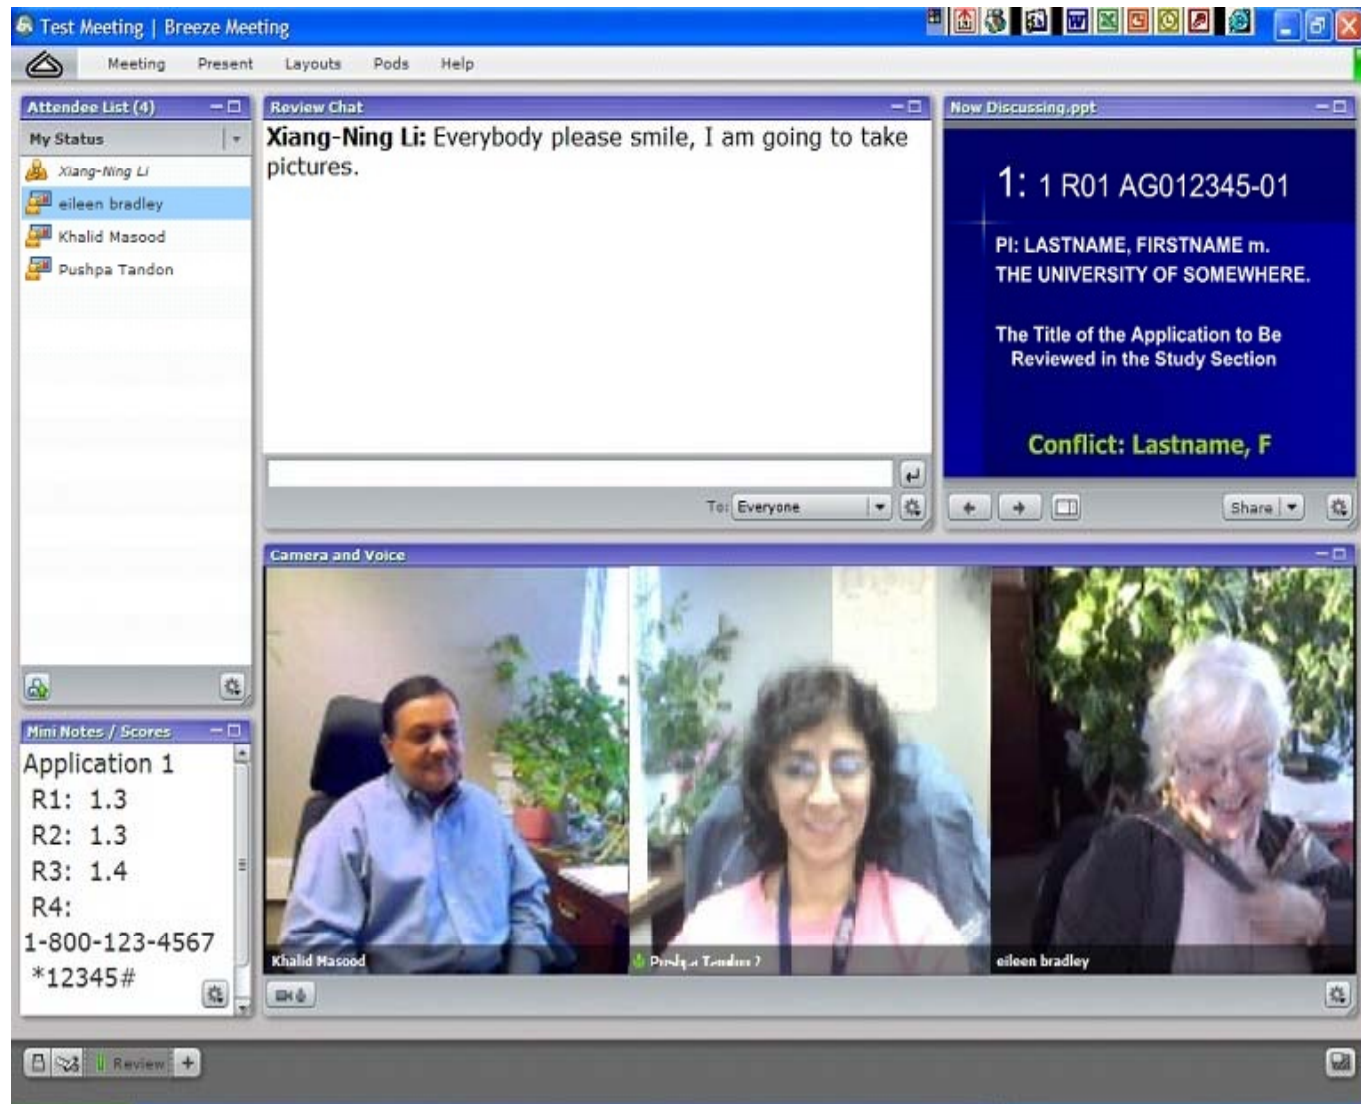 Test Meeting | Breeze Meeting
Meeting Present Layouts Pods Help
Attendee List (4)
My Status
Xiang-Ning Li
eileen bradley
Khalid Masood
Pushpa Tandon
Review Chat
Xiang-Ning Li: Everybody please smile, I am going to take
pictures.
To: Everyone
Now Discussing.ppt
1: 1 R01 AG012345-01
PI: LASTNAME, FIRSTNAME m.
THE UNIVERSITY OF SOMEWHERE.
The Title of the Application to Be
Reviewed in the Study Section
Conflict: Lastname, F
Share
Mini Notes / Scores
Application 1
R1: 1.3
R2: 1.3
R3: 1.4
R4:
1-800-123-4567
*12345#
Camera and Voice
Khalid Masood
Pushpa Tandon 2
eileen bradley
Review